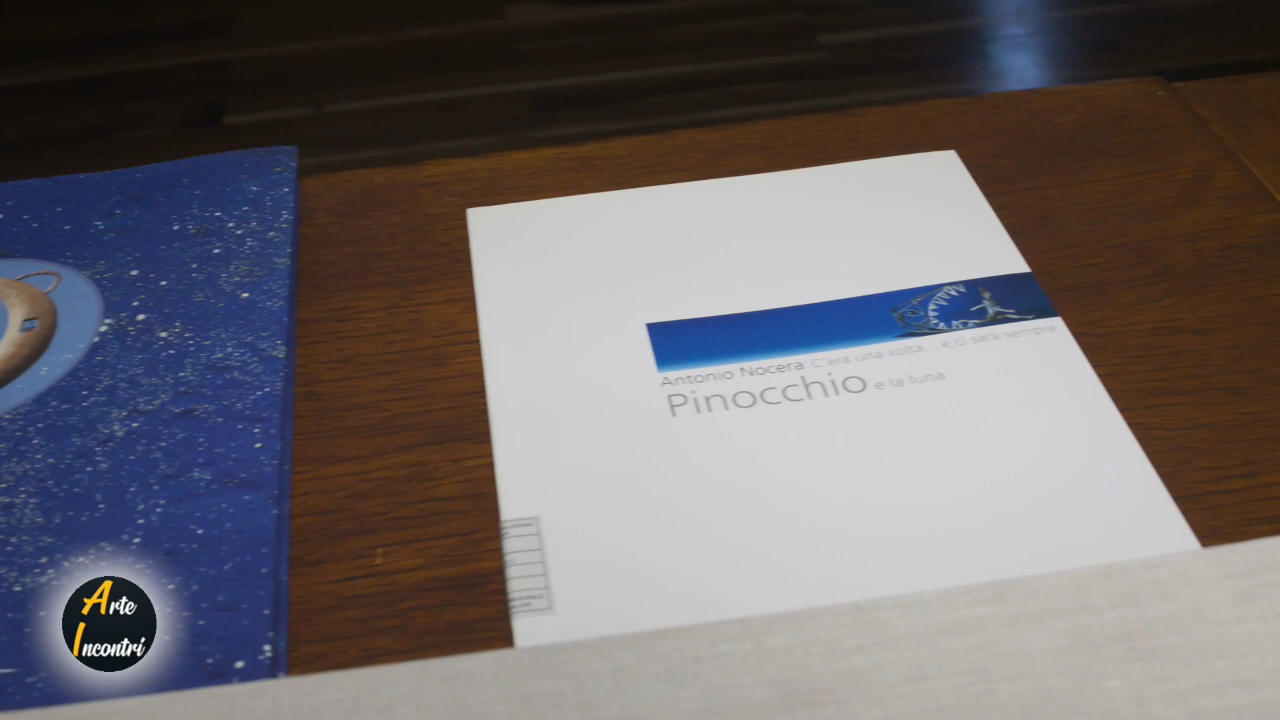 Antonio Nocera C'era una volta... e ci sarà sempre
Pinocchio e la luna
Arte
Incontri